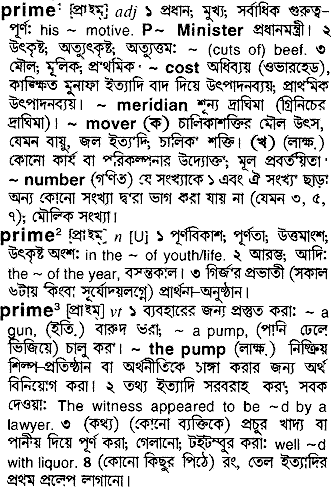 prime¹ [প্রাইম্] adj ১ প্রধান; মুখ্য; সর্বাধিক গুরুত্ব-
পূর্ণ: his ~ motive. P~ Minister প্রধানমন্ত্রী। ২
উৎকৃষ্ট; অত্যুৎকৃষ্ট; অত্যুত্তম: ~ (cuts) of beef. ৩
মৌল; মূলিক; প্রাথমিক। ~ cost অধিব্যয় (ওভারহেড),
কাঙ্ক্ষিত মুনাফা ইত্যাদি বাদ দিয়ে উৎপাদনব্যয়; প্রাথমিক
উৎপাদনব্যয়। ~ meridian শূন্য দ্রাঘিমা (গ্রিনিচের
দ্রাঘিমা)। ~ mover (ক) চালিকাশক্তির মৌল উৎস,
যেমন বায়ু, জল ইত্যাদি; চালিকা শক্তি। (খ) (লাক্ষ.)
কোনো কার্য বা পরিকল্পনার উদ্যোক্তা; মূল প্রবর্তয়িতা।
~ number (গণিত) যে সংখ্যাকে ১ এবং ঐ সংখ্যা ছাড়া
অন্য কোনো সংখ্যা দ্বারা ভাগ করা যায় না (যেমন ৩, ৫,
৭); মৌলিক সংখ্যা।
prime² [প্রাইম্] n [U] ১ পূর্ণবিকাশ; পূর্ণতা; উত্তমাংশ;
উৎকৃষ্ট অংশ: in the ~ of youth/life. ২ আরম্ভ; আদি:
the ~ of the year, বসন্তকাল। ৩ গির্জার প্রভাতী (সকাল
৬টায় কিংবা সূর্যোদয়লগ্নে) প্রার্থনা-অনুষ্ঠান।
prime³ [প্রাইম্] vt ১ ব্যবহারের জন্য প্রস্তুত করা: ~ a
gun, (ইতি.) বারুদ ভরা; ~ a pump, (পানি ঢেলে
ভিজিয়ে) চালু করা। ~ the pump (লাক্ষ.) নিষ্ক্রিয়
শিল্প-প্রতিষ্ঠান বা অর্থনীতিকে চাঙ্গা করার জন্য অর্থ
বিনিয়োগ করা। ২ তথ্য ইত্যাদি সরবরাহ করা; সবক
দেওয়া: The witness appeared to be ~d by a
lawyer. ৩ (কথ্য) (কোনো ব্যক্তিকে) প্রচুর খাদ্য বা
পানীয় দিয়ে পূর্ণ করা; গেলানো; টইটম্বুর করা: well ~d
with liquor. ৪ (কোনো কিছুর পিঠে) রং, তেল ইত্যাদির
প্রথম প্রলেপ লাগানো।